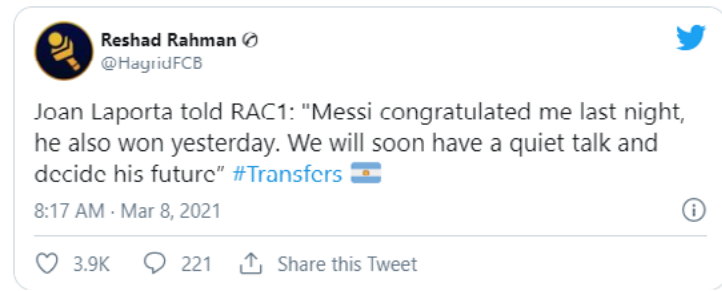 Reshad Rahman
@HagridFCB
Joan Laporta told RAC1: "Messi congratulated me last night,
he also won yesterday. We will soon have a quiet talk and
decide his future” #Transfers 🇦🇷
8:17 AM · Mar 8, 2021
3.9K 221 Share this Tweet